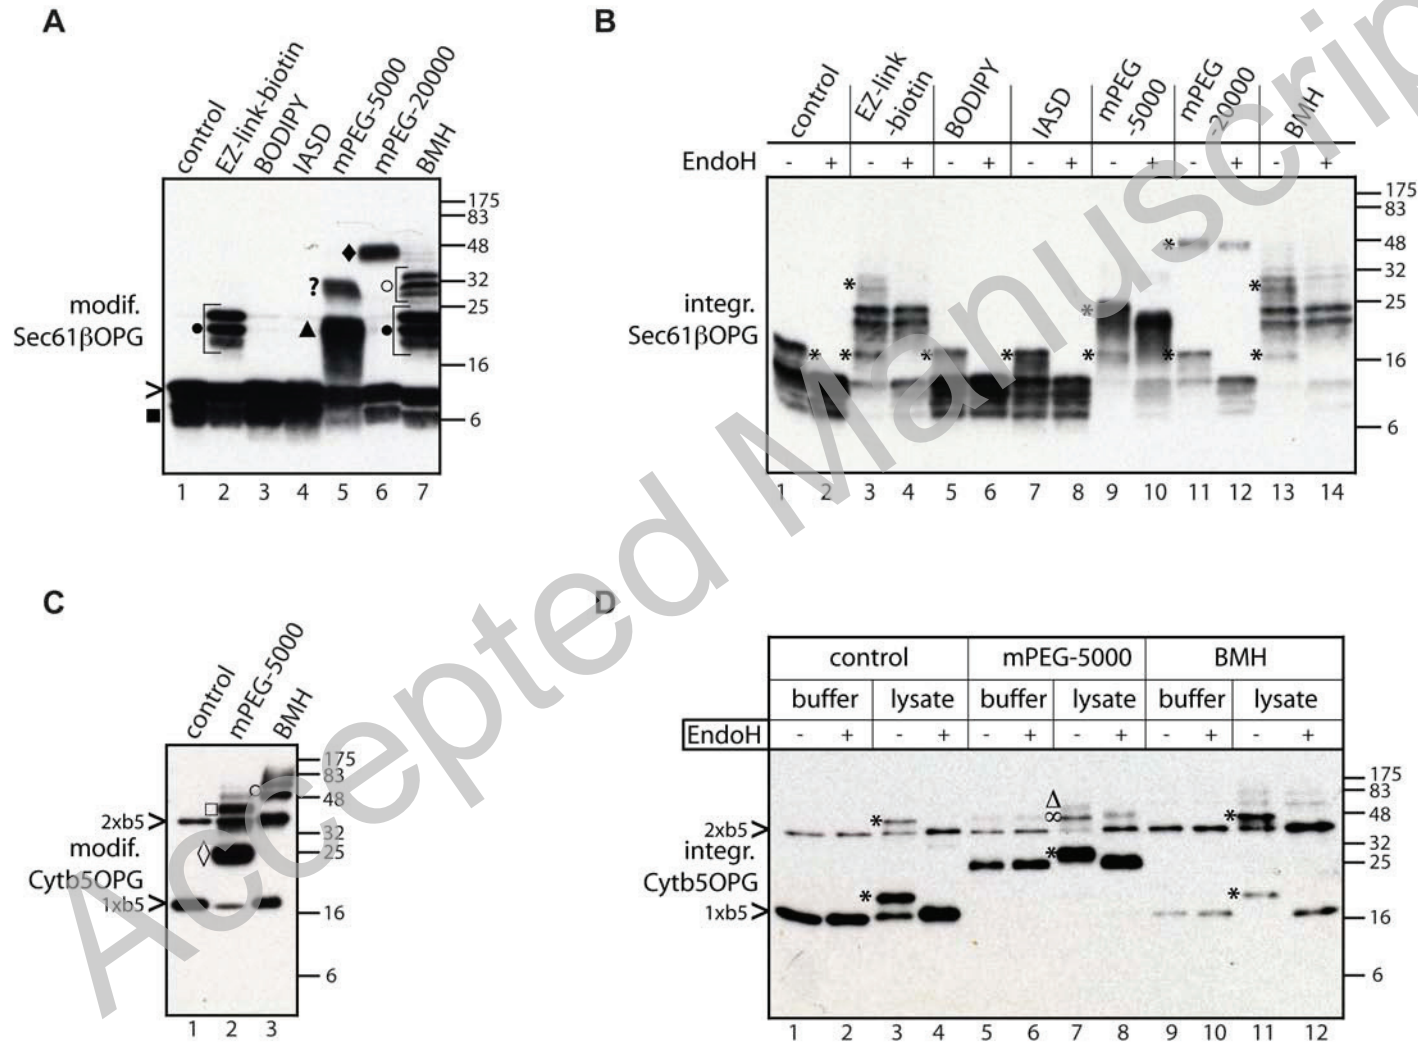 A
control
EZ-link-biotin
BODIPY
IASD
mPEG-5000
mPEG-20000
BMH
175
83
48
32
25
16
6
?
modif.
Sec61βOPG
>
1 2 3 4 5 6 7
B
control
EZ-link
-biotin
BODIPY
IASD
mPEG
-5000
mPEG
-20000
BMH
EndoH - + - + - + - + - + - + - +
175
83
48
32
25
16
6
integr.
Sec61βOPG
* * * * * * * * * * *
1 2 3 4 5 6 7 8 9 10 11 12 13 14
C
control
mPEG-5000
BMH
175
83
48
32
25
16
6
2xb5 >
modif.
Cytb5OPG
1xb5 >
1 2 3
D
control mPEG-5000 BMH
buffer lysate buffer lysate buffer lysate
EndoH - + - + - + - + - + - +
175
83
48
32
25
16
6
Δ
∞
2xb5 >
integr.
Cytb5OPG
1xb5 >
* * * * *
1 2 3 4 5 6 7 8 9 10 11 12
Accepted Manuscrip